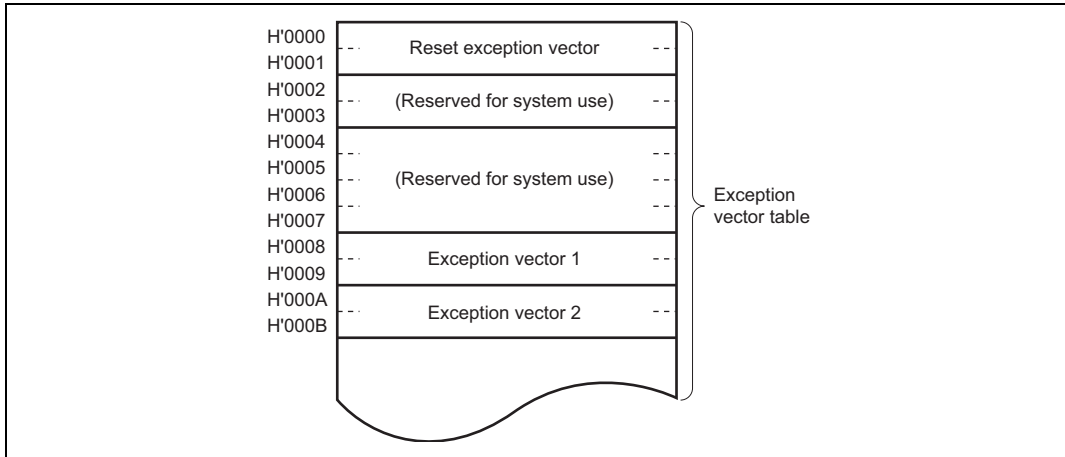 H'0000
Reset exception vector
H'0001
H'0002
(Reserved for system use)
H'0003
H'0004
H'0005
(Reserved for system use)
H'0006
H'0007
H'0008
Exception vector 1
H'0009
H'000A
Exception vector 2
H'000B
Exception
vector table